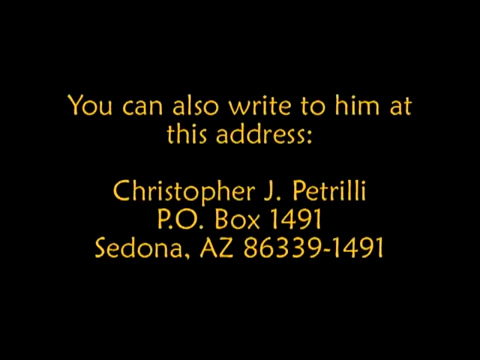 You can also write to him at
this address:
Christopher J. Petrilli
P.O. Box 1491
Sedona, AZ 86339-1491